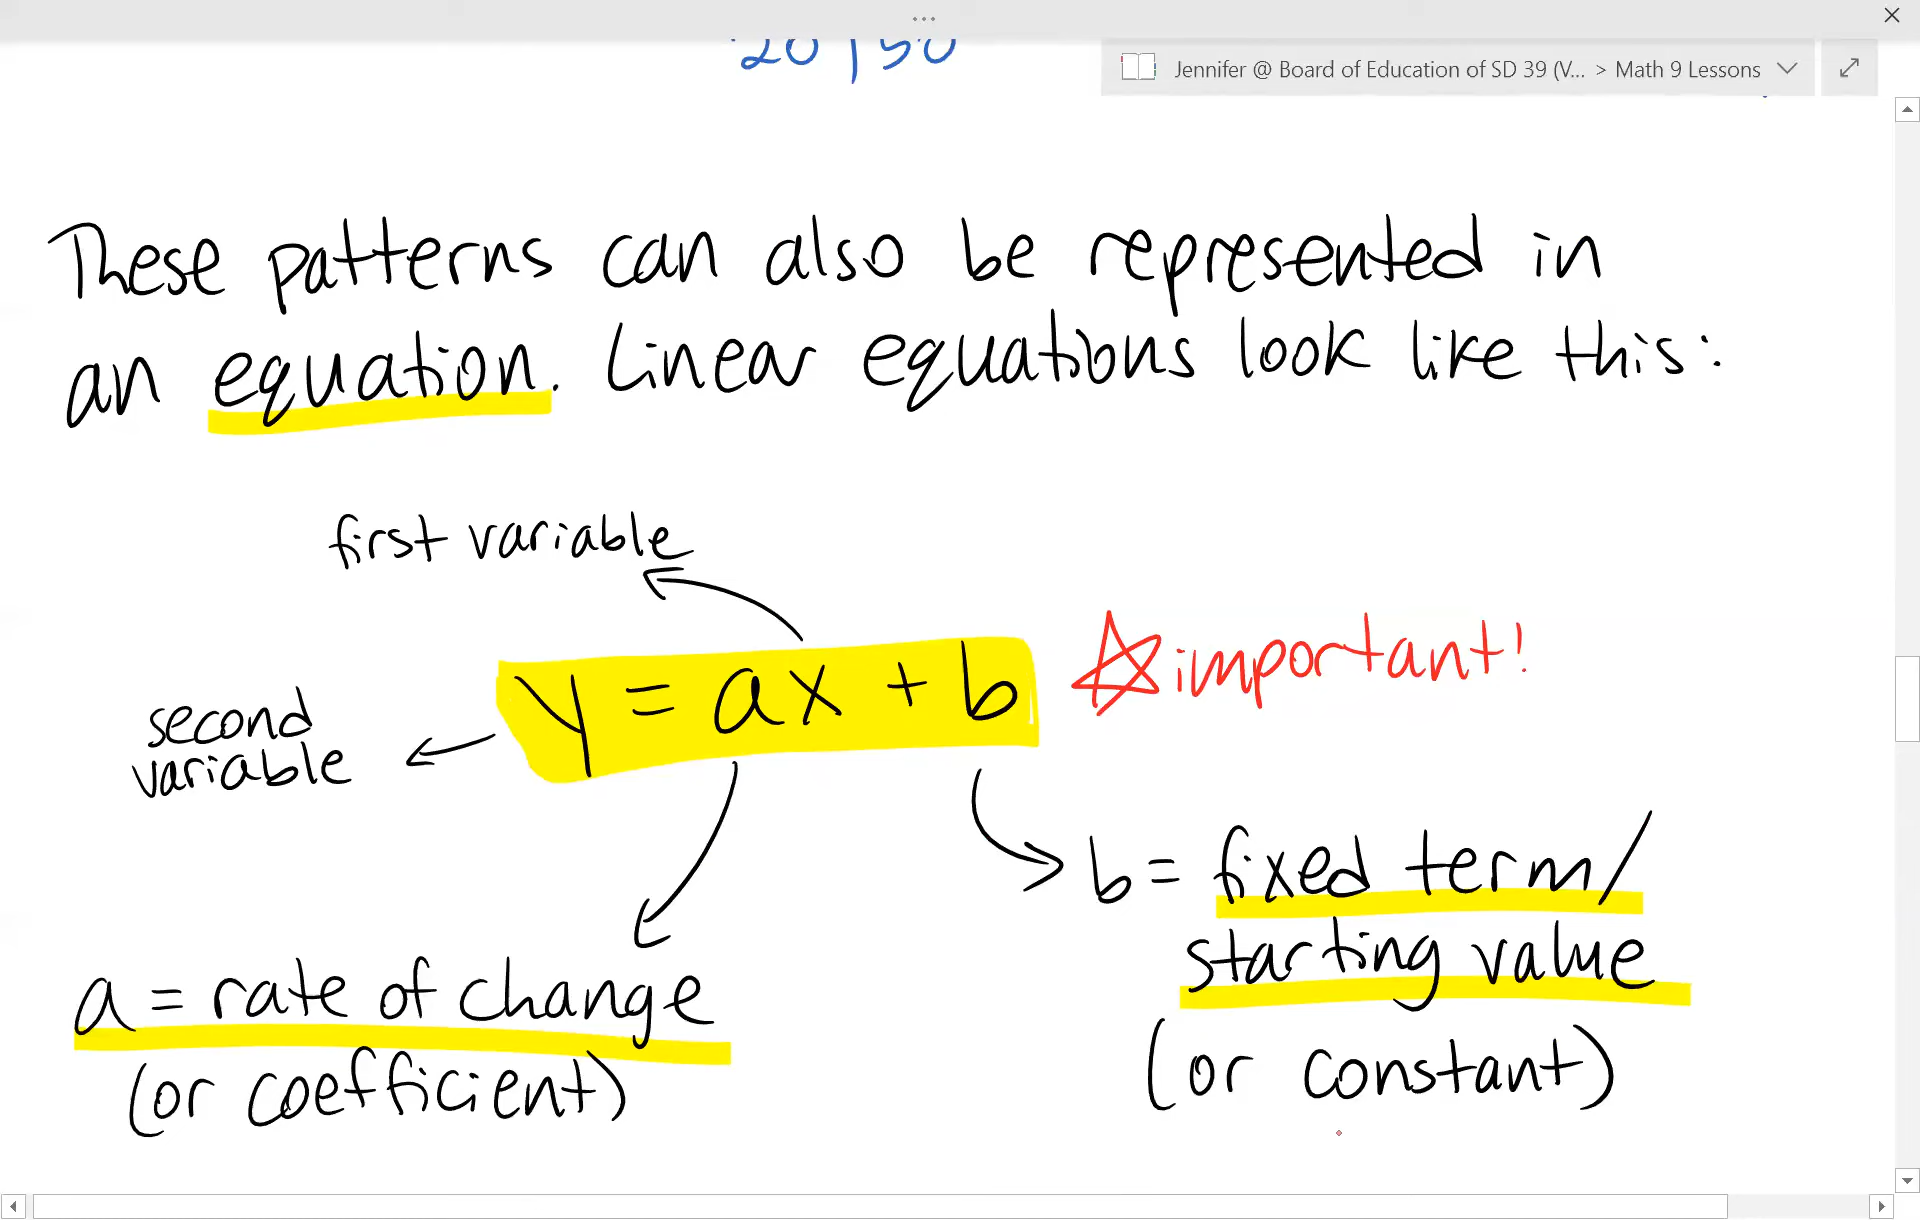 ...
20 | 50
Jennifer @ Board of Education of SD 39 (V... > Math 9 Lessons
These patterns can also be represented in
an equation. Linear equations look like this:
first variable
y = ax + b
☆ important!
second
variable
b = fixed term/
starting value
(or constant)
a = rate of change
(or coefficient)